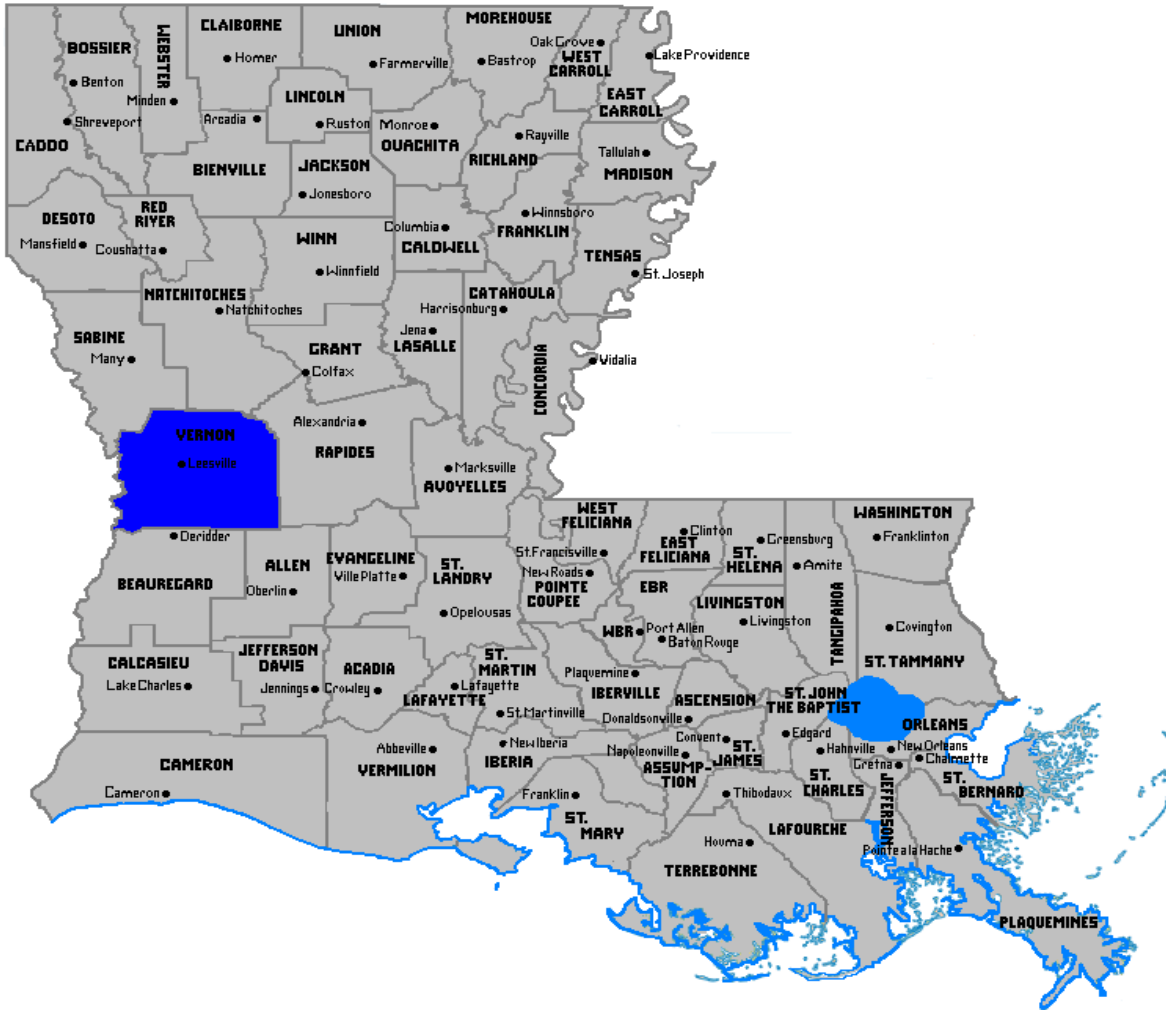 CLAIBORNE
UNION
MOREHOUSE
BOSSIER
WEBSTER
Homer
Farmerville
Bastrop
Oak Grove
WEST
CARROLL
Lake Providence
Benton
Minden
LINCOLN
EAST
CARROLL
Shreveport
Arcadia
Ruston
Monroe
OUACHITA
Rayville
CADDO
BIENVILLE
JACKSON
RICHLAND
Tallulah
MADISON
Jonesboro
DESOTO
RED
RIVER
Winnsboro
FRANKLIN
Mansfield
Coushatta
WINN
Columbia
CALDWELL
TENSAS
Winnfield
St. Joseph
NATCHITOCHES
Natchitoches
CATAHOULA
Harrisonburg
SABINE
Many
GRANT
Colfax
Jena
LASALLE
CONCORDIA
Vidalia
VERNON
Leesville
Alexandria
RAPIDES
Marksville
AVOYELLES
WEST
FELICIANA
WASHINGTON
Deridder
Clinton
EAST
FELICIANA
Greensburg
ST.
HELENA
Franklinton
BEAUREGARD
ALLEN
Oberlin
EVANGELINE
Ville Platte
ST.
LANDRY
St. Francisville
New Roads
POINTE
COUPEE
Amite
EBR
LIVINGSTON
TANGIPAHOA
Opelousas
WBR
Port Allen
Baton Rouge
Livingston
Covington
CALCASIEU
Lake Charles
JEFFERSON
DAVIS
Jennings
ACADIA
Crowley
ST.
MARTIN
LAFAYETTE
Lafayette
Plaquemine
IBERVILLE
ASCENSION
ST. JOHN
THE BAPTIST
ST. TAMMANY
St. Martinville
Donaldsonville
ORLEANS
CAMERON
Cameron
Abbeville
VERMILION
New Iberia
IBERIA
Napoleonville
ASSUMP-
TION
Convent
ST.
JAMES
Edgard
Hahnville
New Orleans
Gretna
Chalmette
Franklin
ST.
MARY
Thibodaux
ST.
CHARLES
JEFFERSON
ST.
BERNARD
LAFOURCHE
Houma
Pointe a la Hache
TERREBONNE
PLAQUEMINES